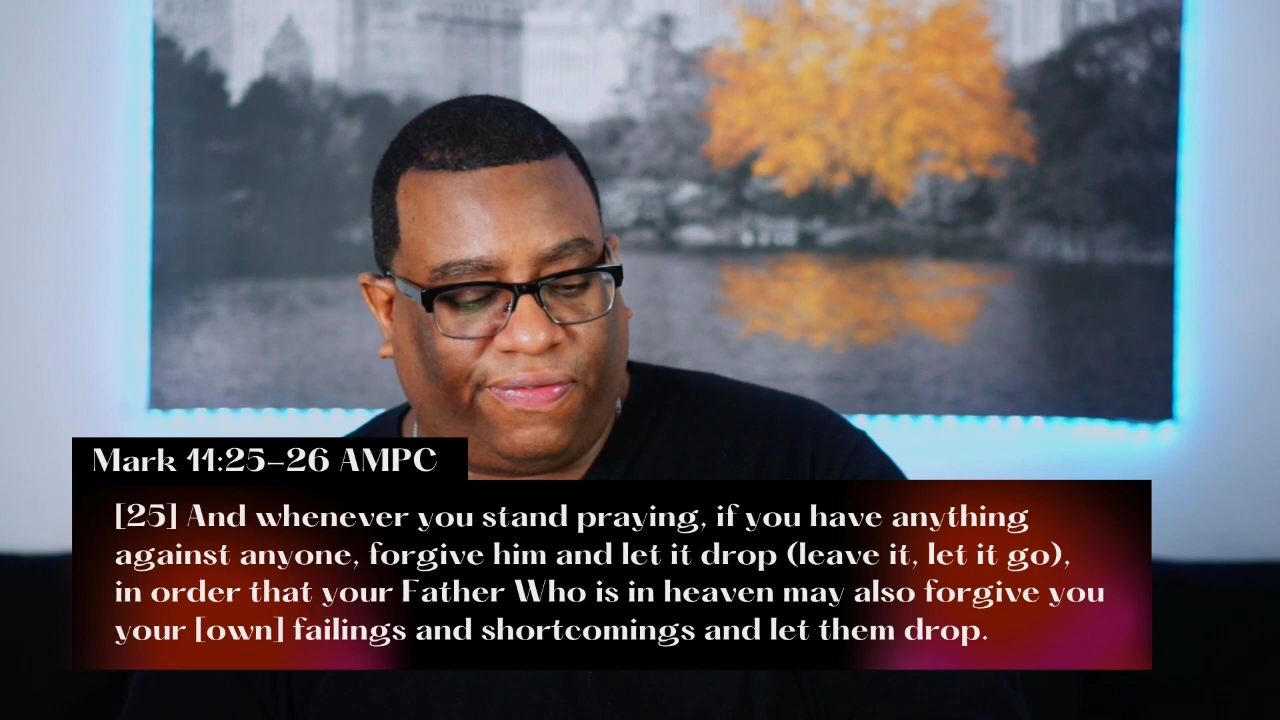 Mark 11:25–26 AMPC
[25] And whenever you stand praying, if you have anything
against anyone, forgive him and let it drop (leave it, let it go),
in order that your Father Who is in heaven may also forgive you
your [own] failings and shortcomings and let them drop.